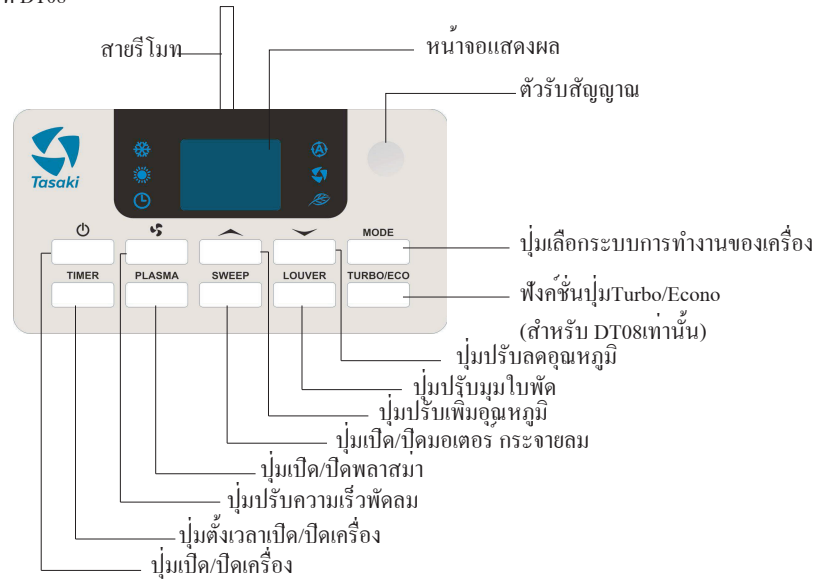 DT08
สายรีโมท
หน้าจอแสดงผล
ตัวรับสัญญาณ
Tasaki
A
MODE
TIMER
PLASMA
SWEEP
LOUVER
TURBO/ECO
ปุ่มเลือกระบบการทำงานของเครื่อง
ฟังค์ชั่นปุ่มTurbo/Econo
(สำหรับ DT08เท่านั้น)
ปุ่มปรับลดอุณหภูมิ
ปุ่มปรับมุมใบพัด
ปุ่มปรับเพิ่มอุณหภูมิ
ปุ่มเปิด/ปิดมอเตอร์ กระจายลม
ปุ่มเปิด/ปิดพลาสม่า
ปุ่มปรับความเร็วพัดลม
ปุ่มตั้งเวลาเปิด/ปิดเครื่อง
ปุ่มเปิด/ปิดเครื่อง